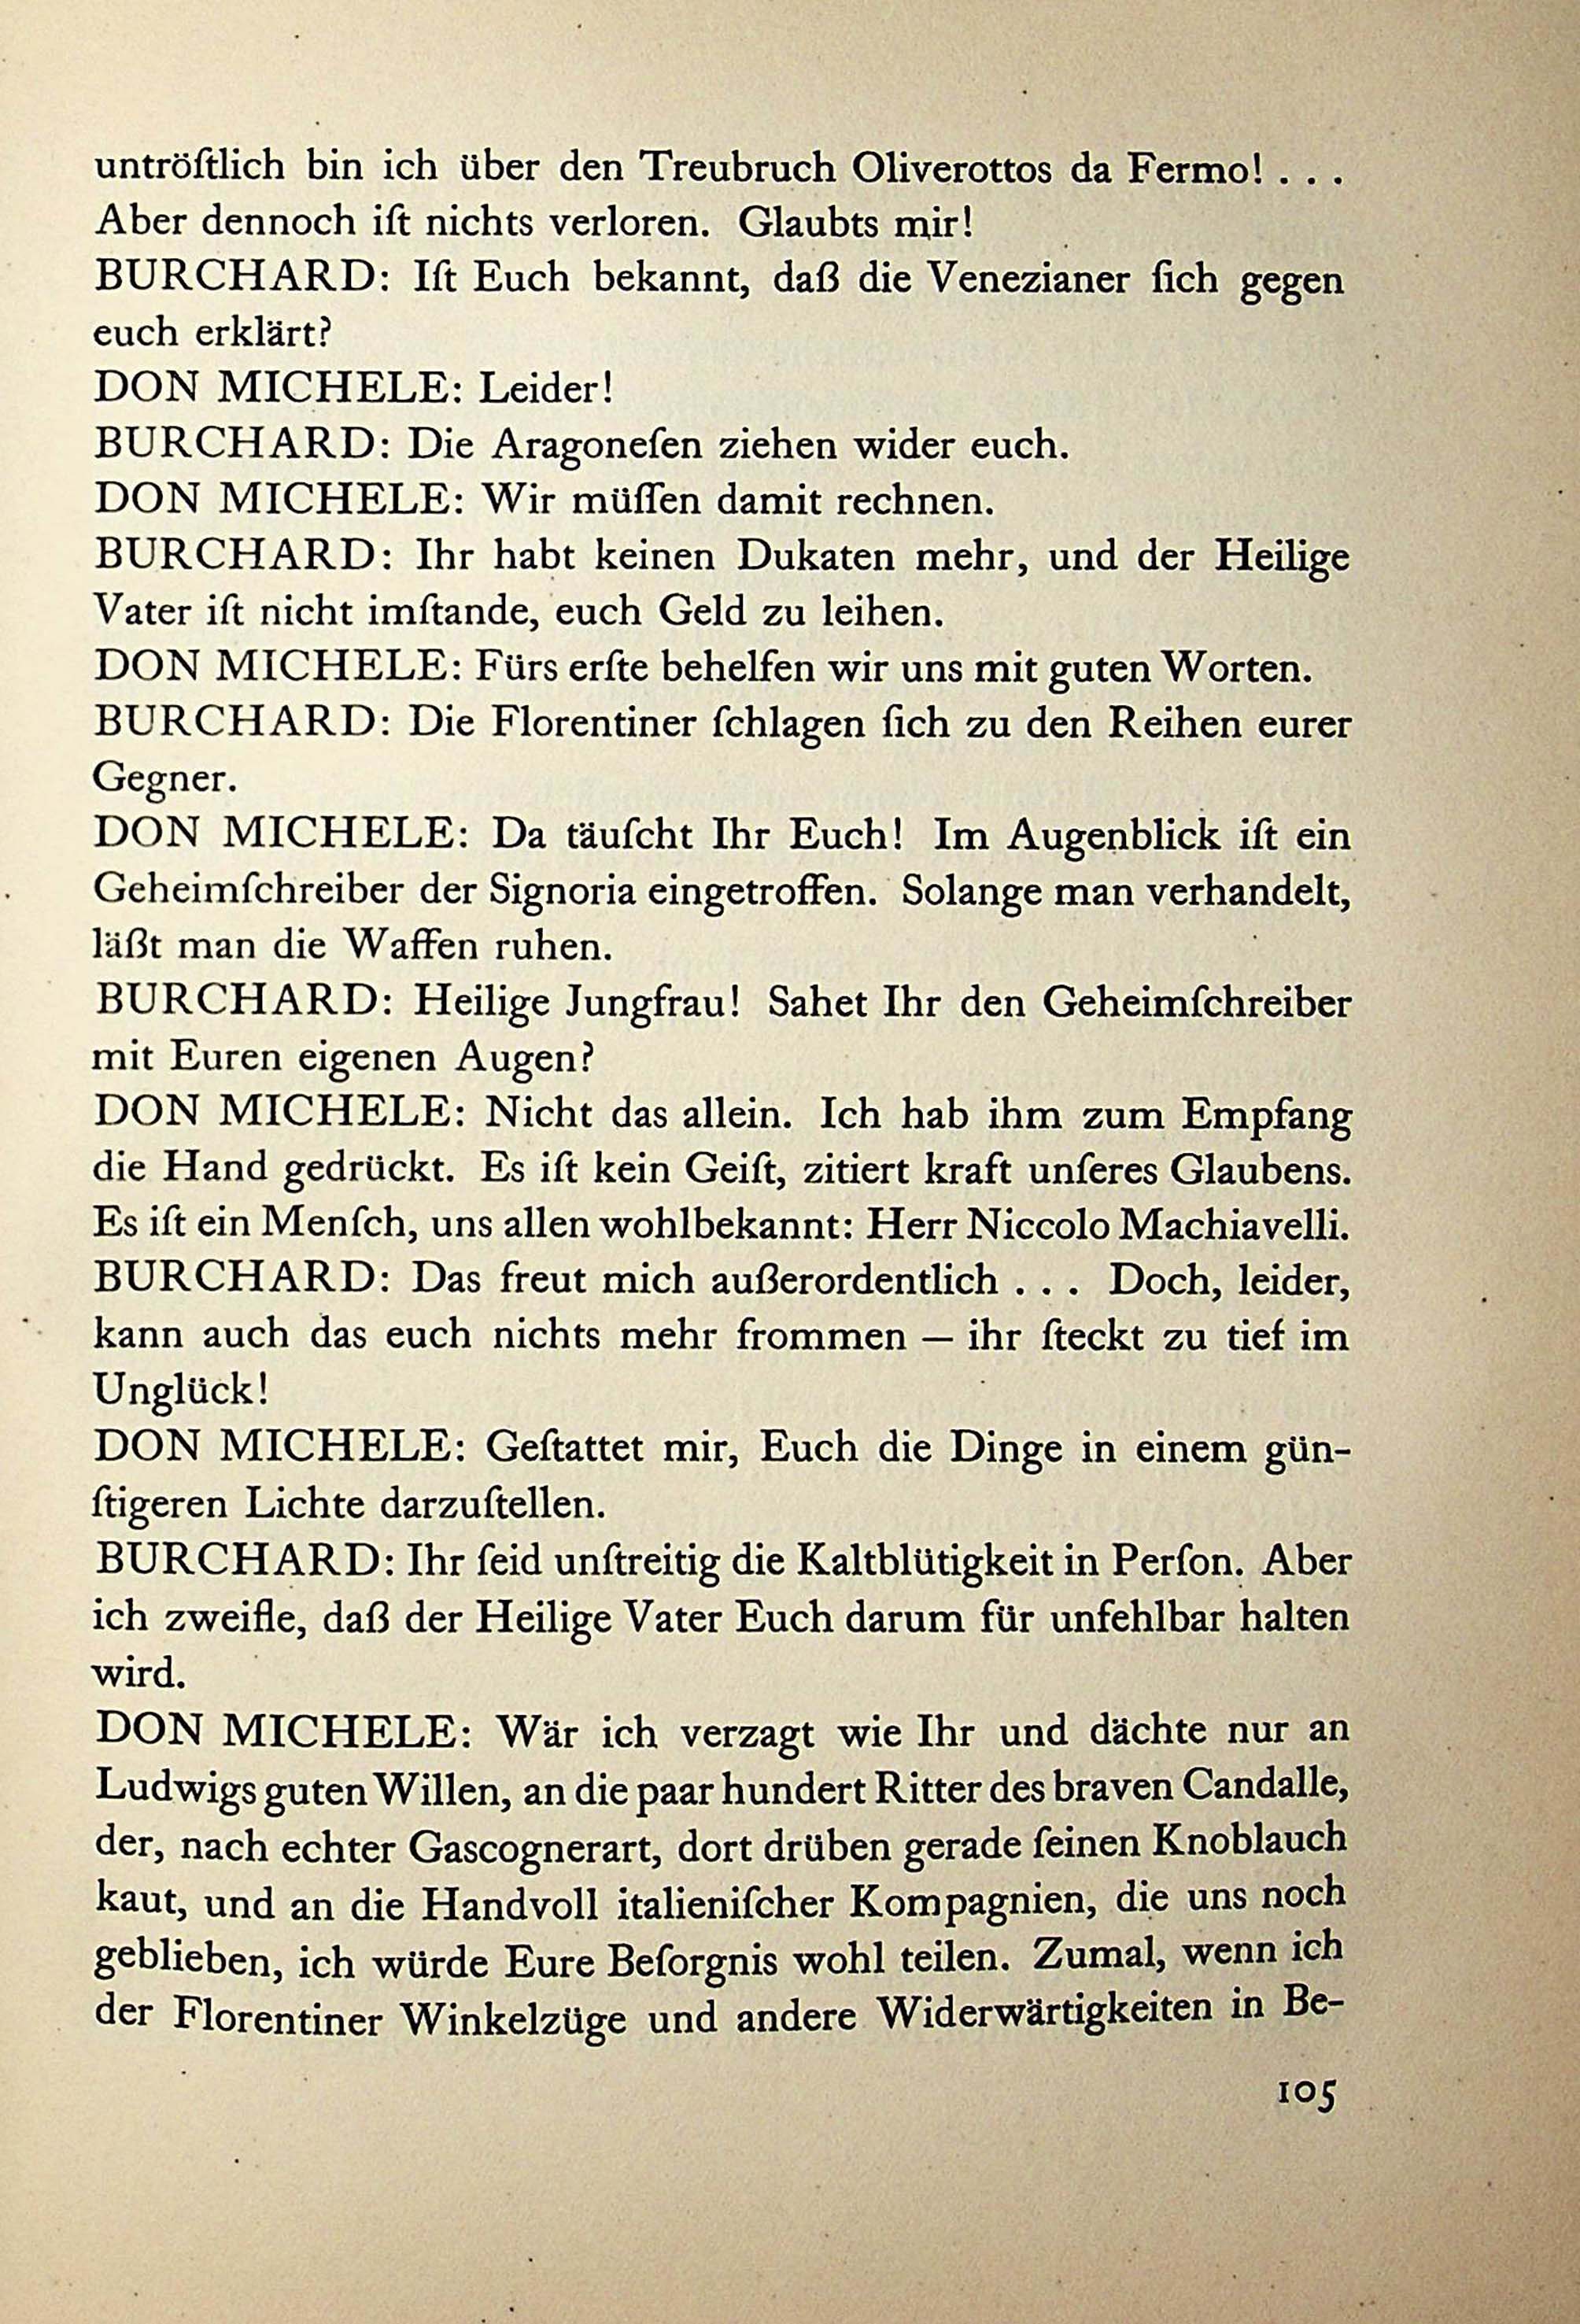 untröſtlich bin ich über den Treubruch Oliverottos da Fermo! . . .
Aber dennoch iſt nichts verloren. Glaubts mir!
BURCHARD: Iſt Euch bekannt, daß die Venezianer ſich gegen
euch erklärt?
DON MICHELE: Leider!
BURCHARD: Die Aragoneſen ziehen wider euch.
DON MICHELE: Wir müſſen damit rechnen.
BURCHARD: Ihr habt keinen Dukaten mehr, und der Heilige
Vater iſt nicht imſtande, euch Geld zu leihen.
DON MICHELE: Fürs erſte behelfen wir uns mit guten Worten.
BURCHARD: Die Florentiner ſchlagen ſich zu den Reihen eurer
Gegner.
DON MICHELE: Da täuſcht Ihr Euch! Im Augenblick iſt ein
Geheimſchreiber der Signoria eingetroffen. Solange man verhandelt,
läßt man die Waffen ruhen.
BURCHARD: Heilige Jungfrau! Sahet Ihr den Geheimſchreiber
mit Euren eigenen Augen?
DON MICHELE: Nicht das allein. Ich hab ihm zum Empfang
die Hand gedrückt. Es iſt kein Geiſt, zitiert kraft unſeres Glaubens.
Es iſt ein Menſch, uns allen wohlbekannt: Herr Niccolo Machiavelli.
BURCHARD: Das freut mich außerordentlich . . . Doch, leider,
kann auch das euch nichts mehr frommen — ihr ſteckt zu tief im
Unglück!
DON MICHELE: Geſtattet mir, Euch die Dinge in einem gün-
ſtigeren Lichte darzuſtellen.
BURCHARD: Ihr ſeid unſtreitig die Kaltblütigkeit in Perſon. Aber
ich zweifle, daß der Heilige Vater Euch darum für unfehlbar halten
wird.
DON MICHELE: Wär ich verzagt wie Ihr und dächte nur an
Ludwigs guten Willen, an die paar hundert Ritter des braven Candalle,
der, nach echter Gascognerart, dort drüben gerade ſeinen Knoblauch
kaut, und an die Handvoll italieniſcher Kompagnien, die uns noch
geblieben, ich würde Eure Beſorgnis wohl teilen. Zumal, wenn ich
der Florentiner Winkelzüge und andere Widerwärtigkeiten in Be-
105